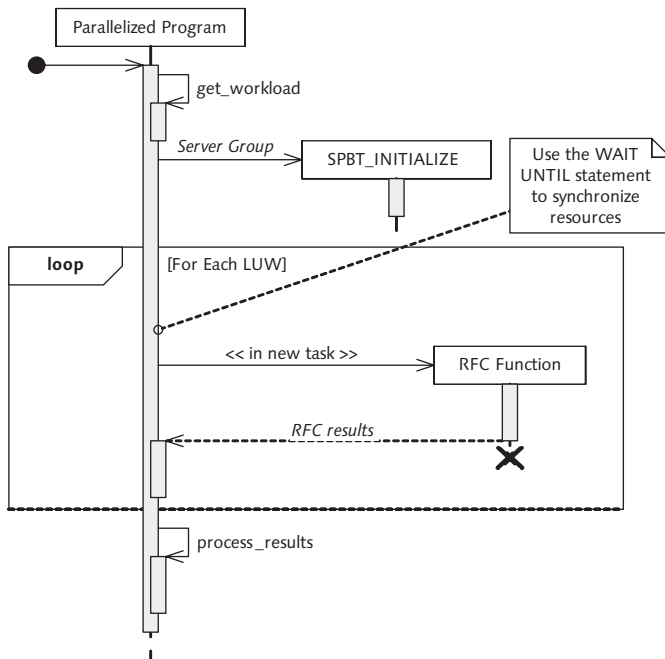 Parallelized Program
get_workload
Server Group
SPBT_INITIALIZE
Use the WAIT
UNTIL statement
to synchronize
resources
loop
[For Each LUW]
<< in new task >>
RFC Function
RFC results
process_results